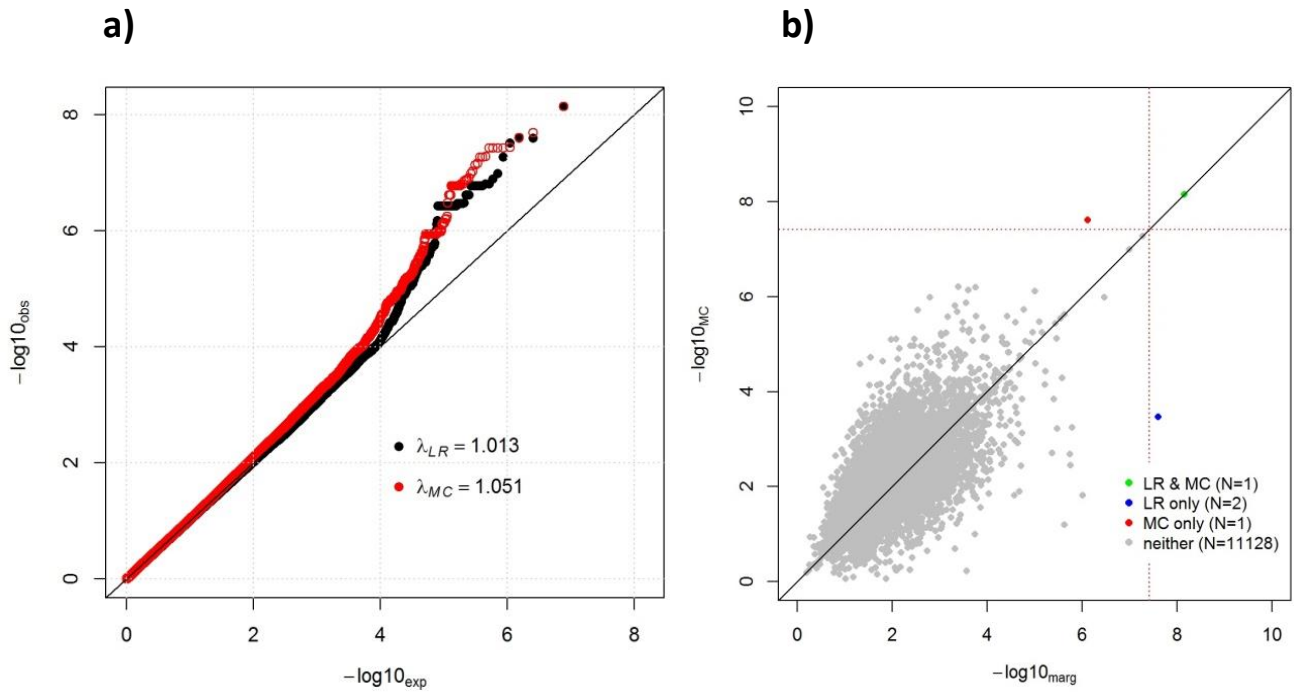 a)
b)
8
6
4
2
0
−log10obs
λLR = 1.013
λMC = 1.051
0 2 4 6 8
−log10exp
10
8
6
4
2
0
−log10MC
LR & MC (N=1)
LR only (N=2)
MC only (N=1)
neither (N=11128)
0 2 4 6 8 10
−log10marg